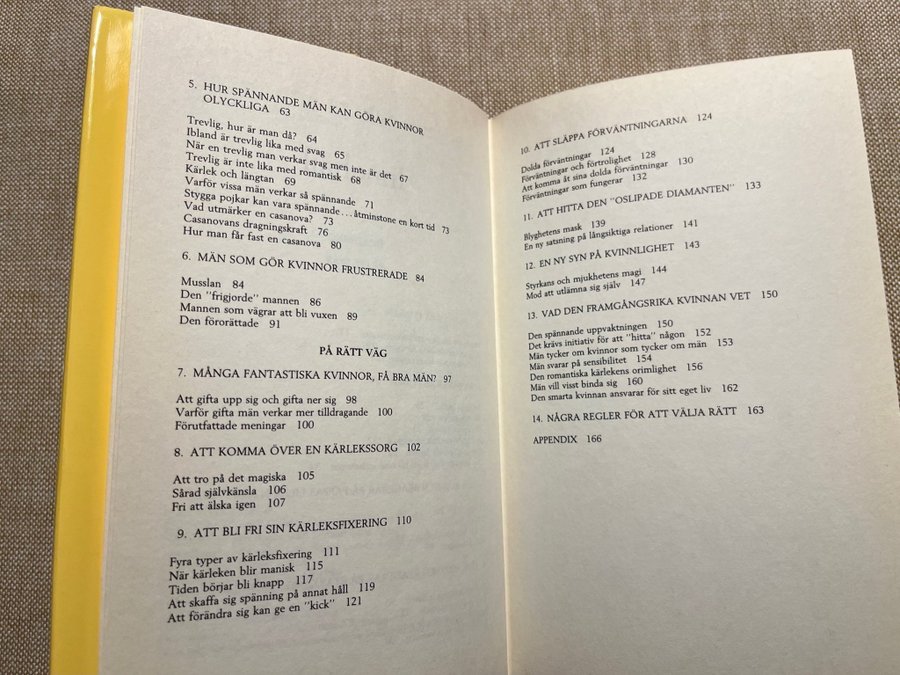 5. HUR SPÄNNANDE MÄN KAN GÖRA KVINNOR
OLYCKLIGA 63
Trevlig, hur är man då? 64
Ibland är trevlig lika med svag 65
När en trevlig man verkar svag men inte är det 67
Trevlig är inte lika med romantisk 68
Kärlek och längtan 69
Varför vissa män verkar så spännande 71
Stygga pojkar kan vara spännande...åtminstone en kort tid 73
Vad utmärker en casanova? 73
Casanovans dragningskraft 76
Hur man får fast en casanova 80
6. MÄN SOM GÖR KVINNOR FRUSTRERADE 84
Musslan 84
Den "frigjorde" mannen 86
Mannen som vägrar att bli vuxen 89
Den förorättade 91
PÅ RÄTT VÄG
7. MÅNGA FANTASTISKA KVINNOR, FÅ BRA MÄN? 97
Att gifta upp sig och gifta ner sig 98
Varför gifta män verkar mer tilldragande 100
Förutfattade meningar 100
8. ATT KOMMA ÖVER EN KÄRLEKSSORG 102
Att tro på det magiska 105
Sårad självkänsla 106
Fri att älska igen 107
9. ATT BLI FRI SIN KÄRLEKSFIXERING 110
Fyra typer av kärleksfixering 111
När kärleken blir manisk 115
Tiden börjar bli knapp 117
Att skaffa sig spänning på annat håll 119
Att förändra sig kan ge en "kick" 121
10. ATT SLÄPPA FÖRVÄNTNINGARNA 124
Dolda förväntningar 124
Förväntningar och förtrolighet 128
Att komma åt sina dolda förväntningar 130
Förväntningar som fungerar 132
11. ATT HITTA DEN "OSLIPADE DIAMANTEN" 133
Blyghetens mask 139
En ny satsning på långsiktiga relationer 141
12. EN NY SYN PÅ KVINNLIGHET 143
Styrkans och mjukhetens magi 144
Mod att utlämna sig själv 147
13. VAD DEN FRAMGÅNGSRIKA KVINNAN VET 150
Den spännande uppvaktningen 150
Det krävs initiativ för att "hitta" någon 152
Män tycker om kvinnor som tycker om män 153
Män svarar på sensibilitet 154
Den romantiska kärlekens orimlighet 156
Män vill visst binda sig 160
Den smarta kvinnan ansvarar för sitt eget liv 162
14. NÅGRA REGLER FÖR ATT VÄLJA RÄTT 163
APPENDIX 166